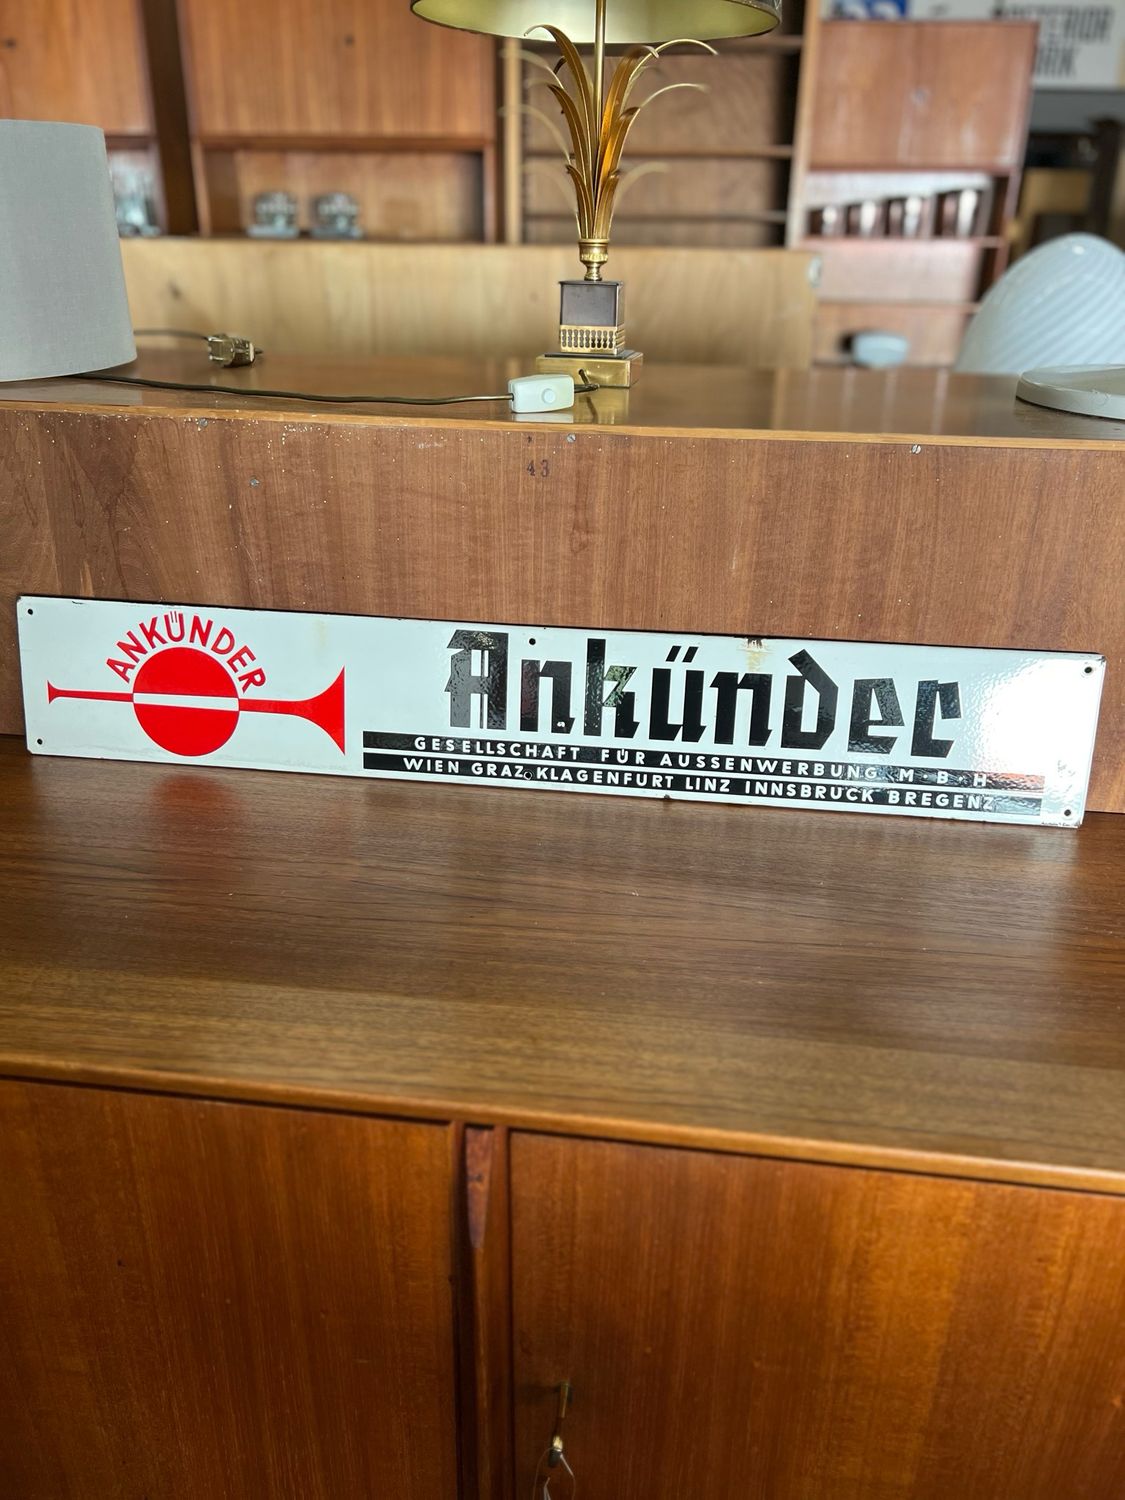 43
ANKÜNDER
Ankünder
GESELLSCHAFT FÜR AUSSENWERBUNG M·B·H
WIEN GRAZ KLAGENFURT LINZ INNSBRUCK BREGENZ